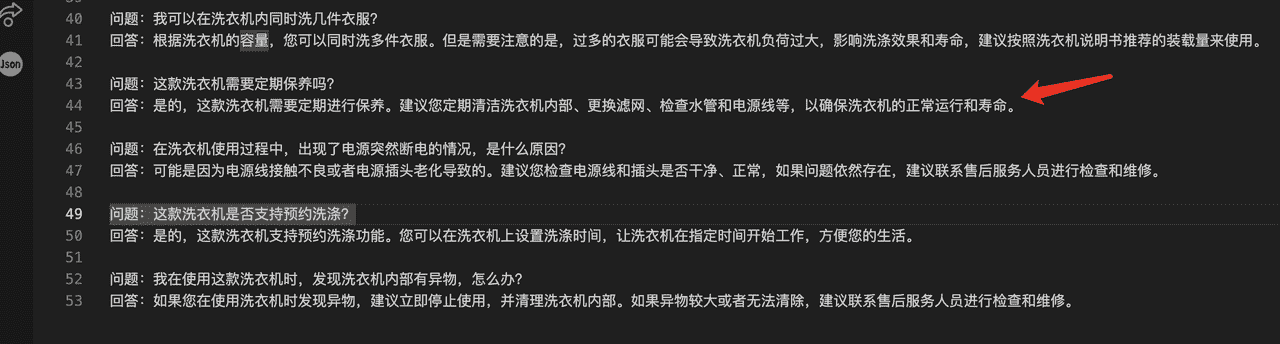 Json
40 问题：我可以在洗衣机内同时洗几件衣服？
41 回答：根据洗衣机的容量，您可以同时洗多件衣服。但是需要注意的是，过多的衣服可能会导致洗衣机负荷过大，影响洗涤效果和寿命，建议按照洗衣机说明书推荐的装载量来使用。
42
43 问题：这款洗衣机需要定期保养吗？
44 回答：是的，这款洗衣机需要定期进行保养。建议您定期清洁洗衣机内部、更换滤网、检查水管和电源线等，以确保洗衣机的正常运行和寿命。
45
46 问题：在洗衣机使用过程中，出现了电源突然断电的情况，是什么原因？
47 回答：可能是因为电源线接触不良或者电源插头老化导致的。建议您检查电源线和插头是否干净、正常，如果问题依然存在，建议联系售后服务人员进行检查和维修。
48
49 问题：这款洗衣机是否支持预约洗涤？
50 回答：是的，这款洗衣机支持预约洗涤功能。您可以在洗衣机上设置洗涤时间，让洗衣机在指定时间开始工作，方便您的生活。
51
52 问题：我在使用这款洗衣机时，发现洗衣机内部有异物，怎么办？
53 回答：如果您在使用洗衣机时发现异物，建议立即停止使用，并清理洗衣机内部。如果异物较大或者无法清除，建议联系售后服务人员进行检查和维修。